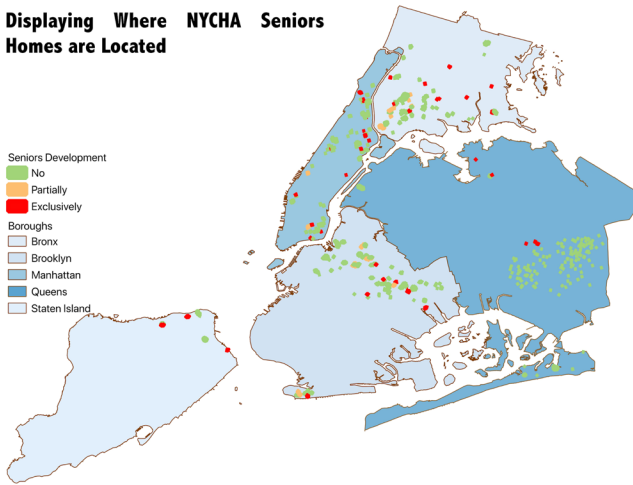 Displaying Where NYCHA Seniors
Homes are Located
Seniors Development
No
Partially
Exclusively
Boroughs
Bronx
Brooklyn
Manhattan
Queens
Staten Island